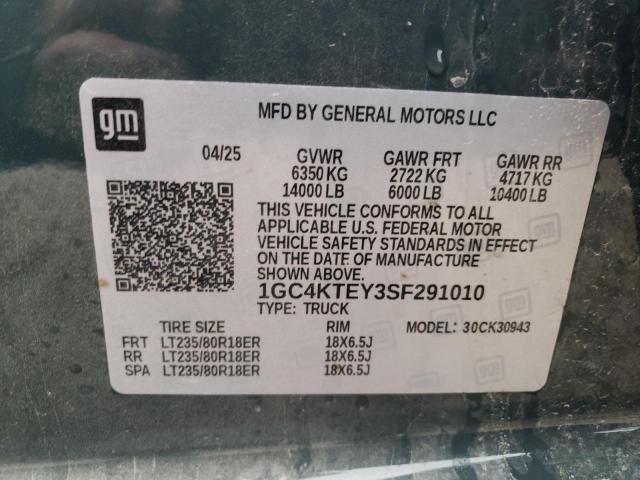 gm
MFD BY GENERAL MOTORS LLC
04/25 GVWR GAWR FRT GAWR RR
6350 KG 2722 KG 4717 KG
14000 LB 6000 LB 10400 LB
THIS VEHICLE CONFORMS TO ALL
APPLICABLE U.S. FEDERAL MOTOR
VEHICLE SAFETY STANDARDS IN EFFECT
ON THE DATE OF MANUFACTURE
SHOWN ABOVE.
1GC4KTEY3SF291010
TYPE: TRUCK
TIRE SIZE RIM MODEL: 30CK30943
FRT LT235/80R18ER 18X6.5J
RR LT235/80R18ER 18X6.5J
SPA LT235/80R18ER 18X6.5J